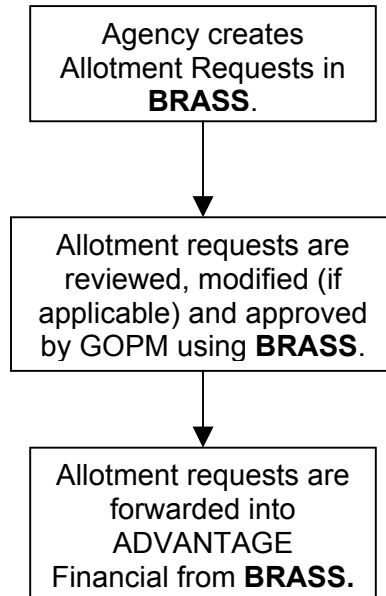 Agency creates
Allotment Requests in
BRASS.
Allotment requests are
reviewed, modified (if
applicable) and approved
by GOPM using BRASS.
Allotment requests are
forwarded into
ADVANTAGE
Financial from BRASS.